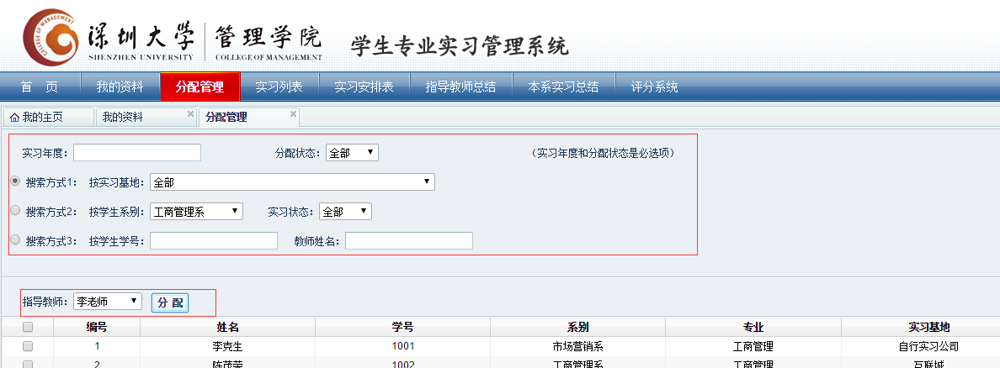 深圳大学 管理学院
SHENZHEN UNIVERSITY COLLEGE OF MANAGEMENT
学生专业实习管理系统
首 页 我的资料 分配管理 实习列表 实习安排表 指导教师总结 本系实习总结 评分系统
我的主页 我的资料 分配管理
实习年度: 分配状态: 全部 (实习年度和分配状态是必选项)
搜索方式1: 按实习基地: 全部
搜索方式2: 按学生系别: 工商管理系 实习状态: 全部
搜索方式3: 按学生学号: 教师姓名:
指导教师: 李老师 分 配
编号 姓名 学号 系别 专业 实习基地
1 李克生 1001 市场营销系 工商管理 自行实习公司
2 陈茂荣 1002 工商管理系 工商管理 互联城